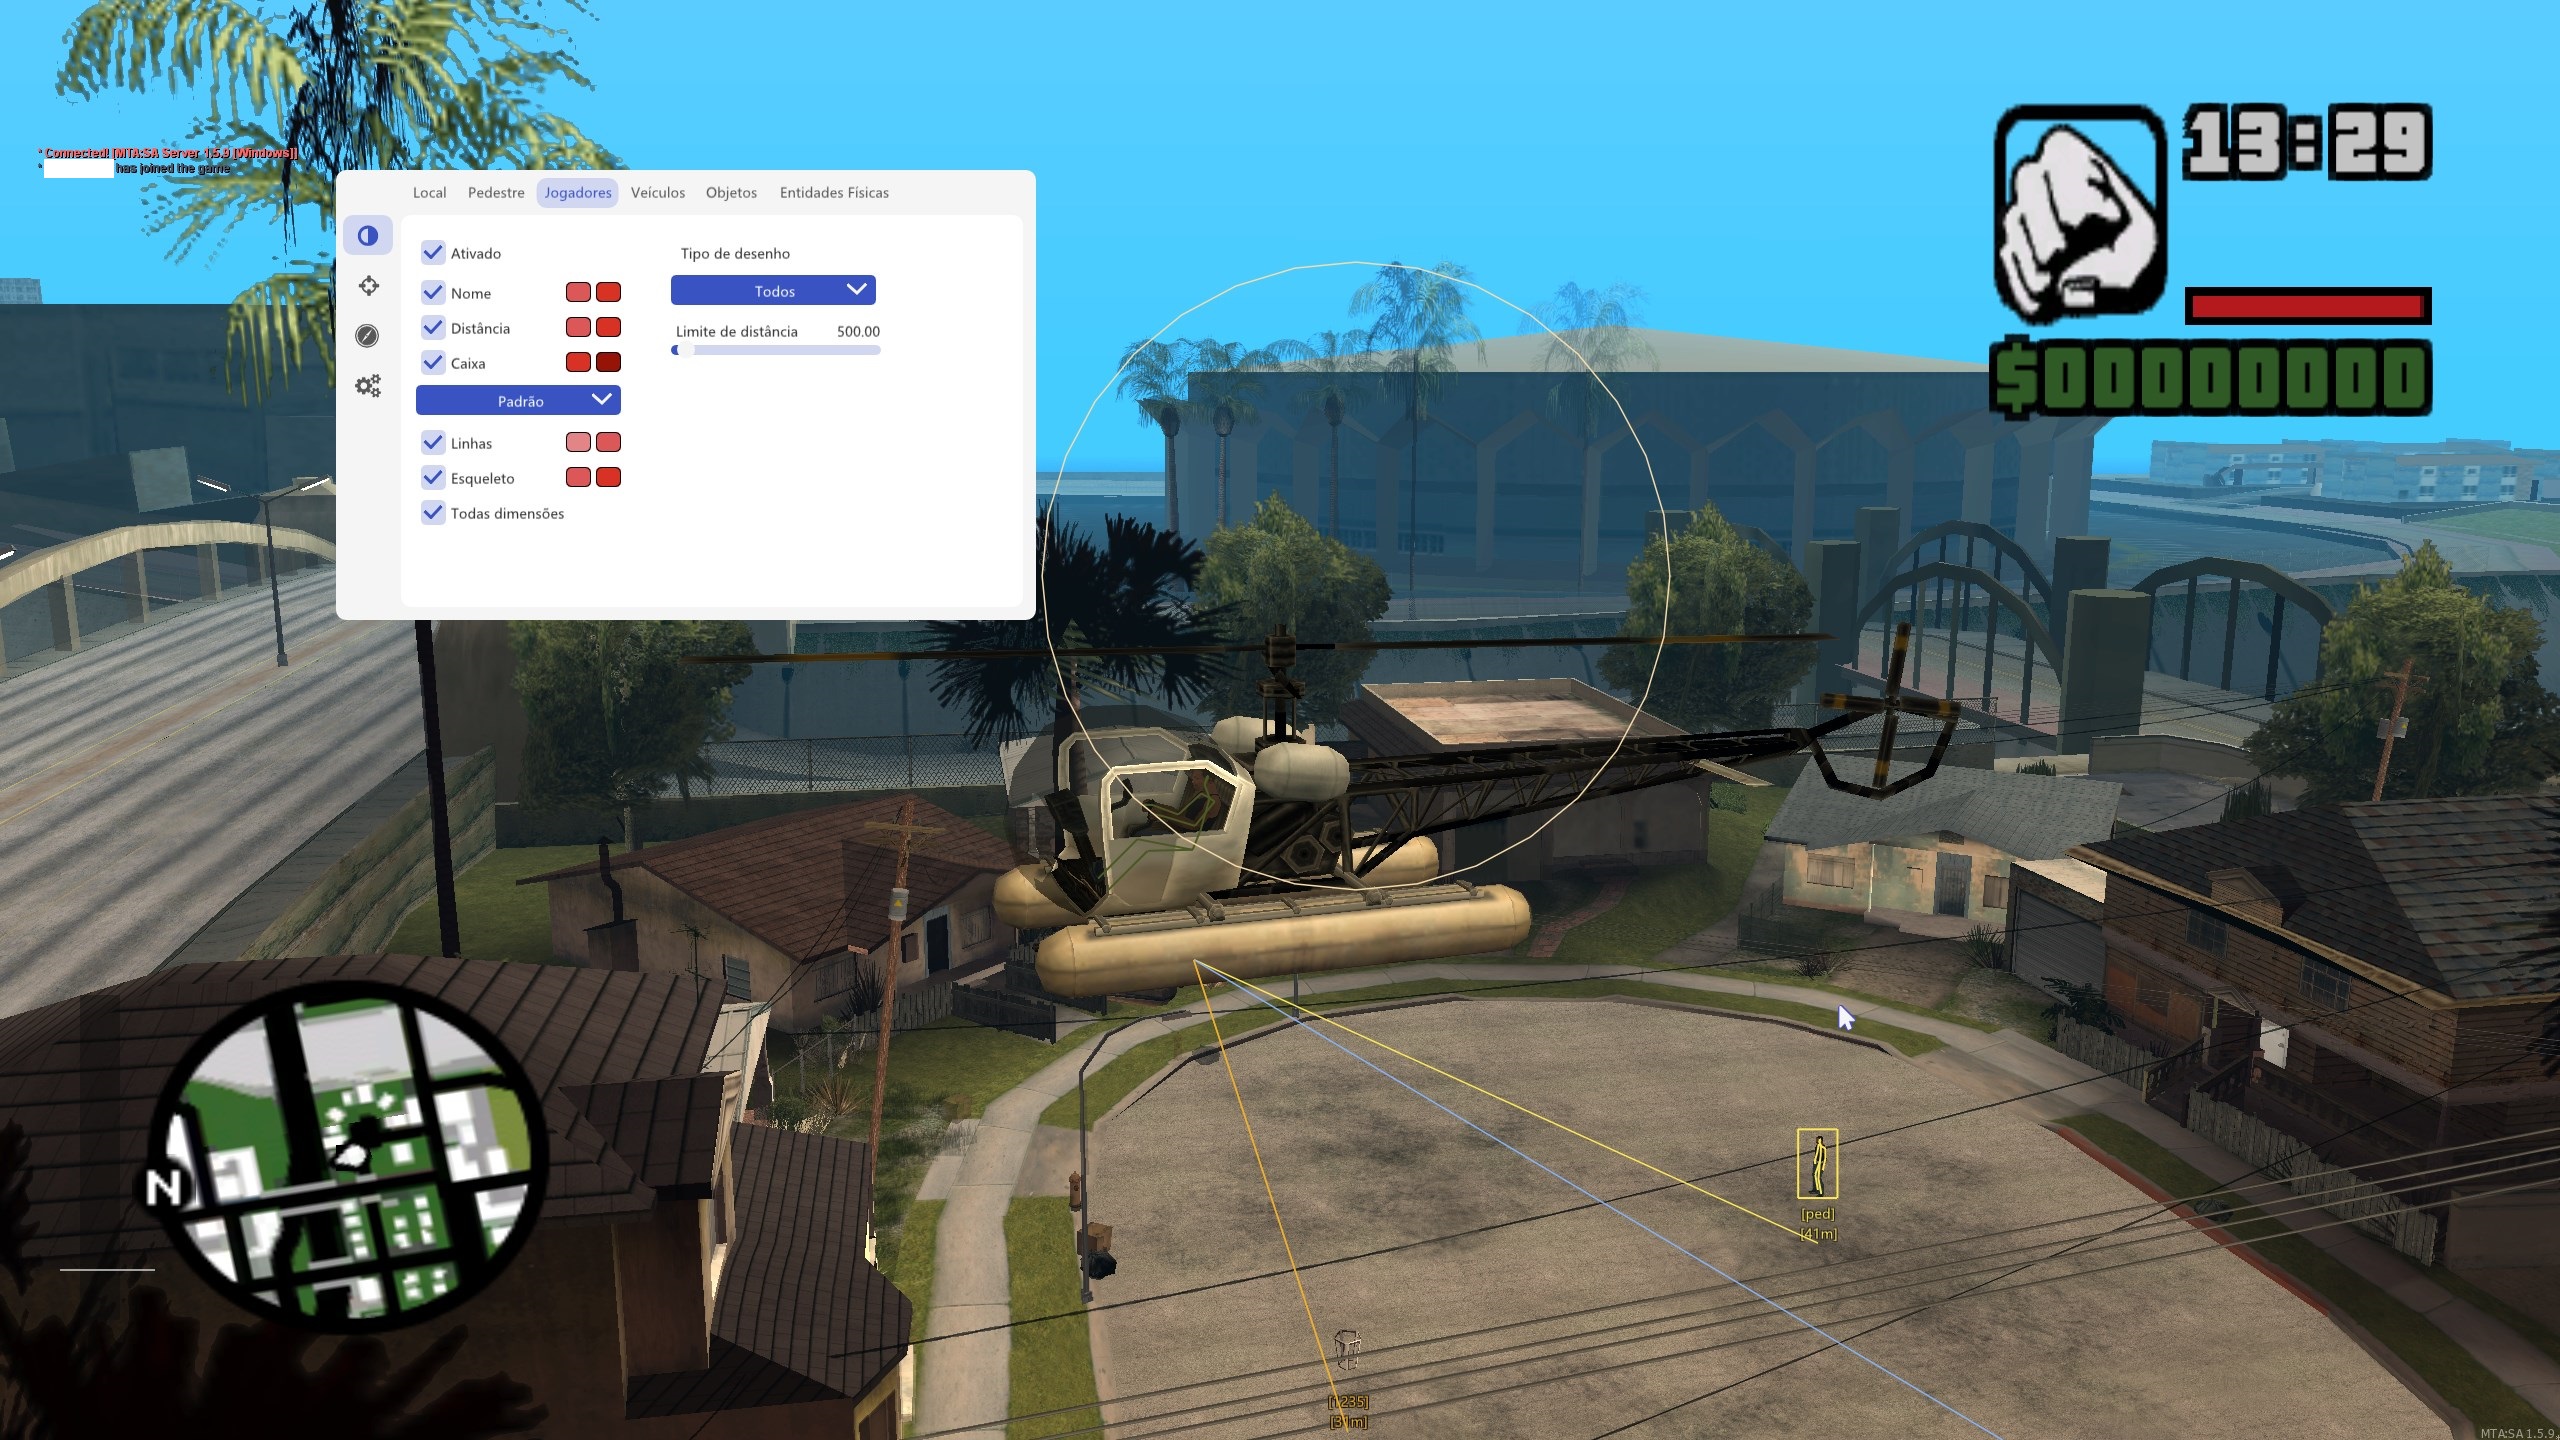 * Connected! [MTA:SA Server 1.5.9 [Windows]]
* has joined the game
13:29
$00000000
Local Pedestre Jogadores Veículos Objetos Entidades Físicas
Ativado
Nome
Distância
Caixa
Padrão
Linhas
Esqueleto
Todas dimensões
Tipo de desenho
Todos
Limite de distância 500.00
N
[ped]
[41m]
[1235]
[31m]
MTA:SA 1.5.9